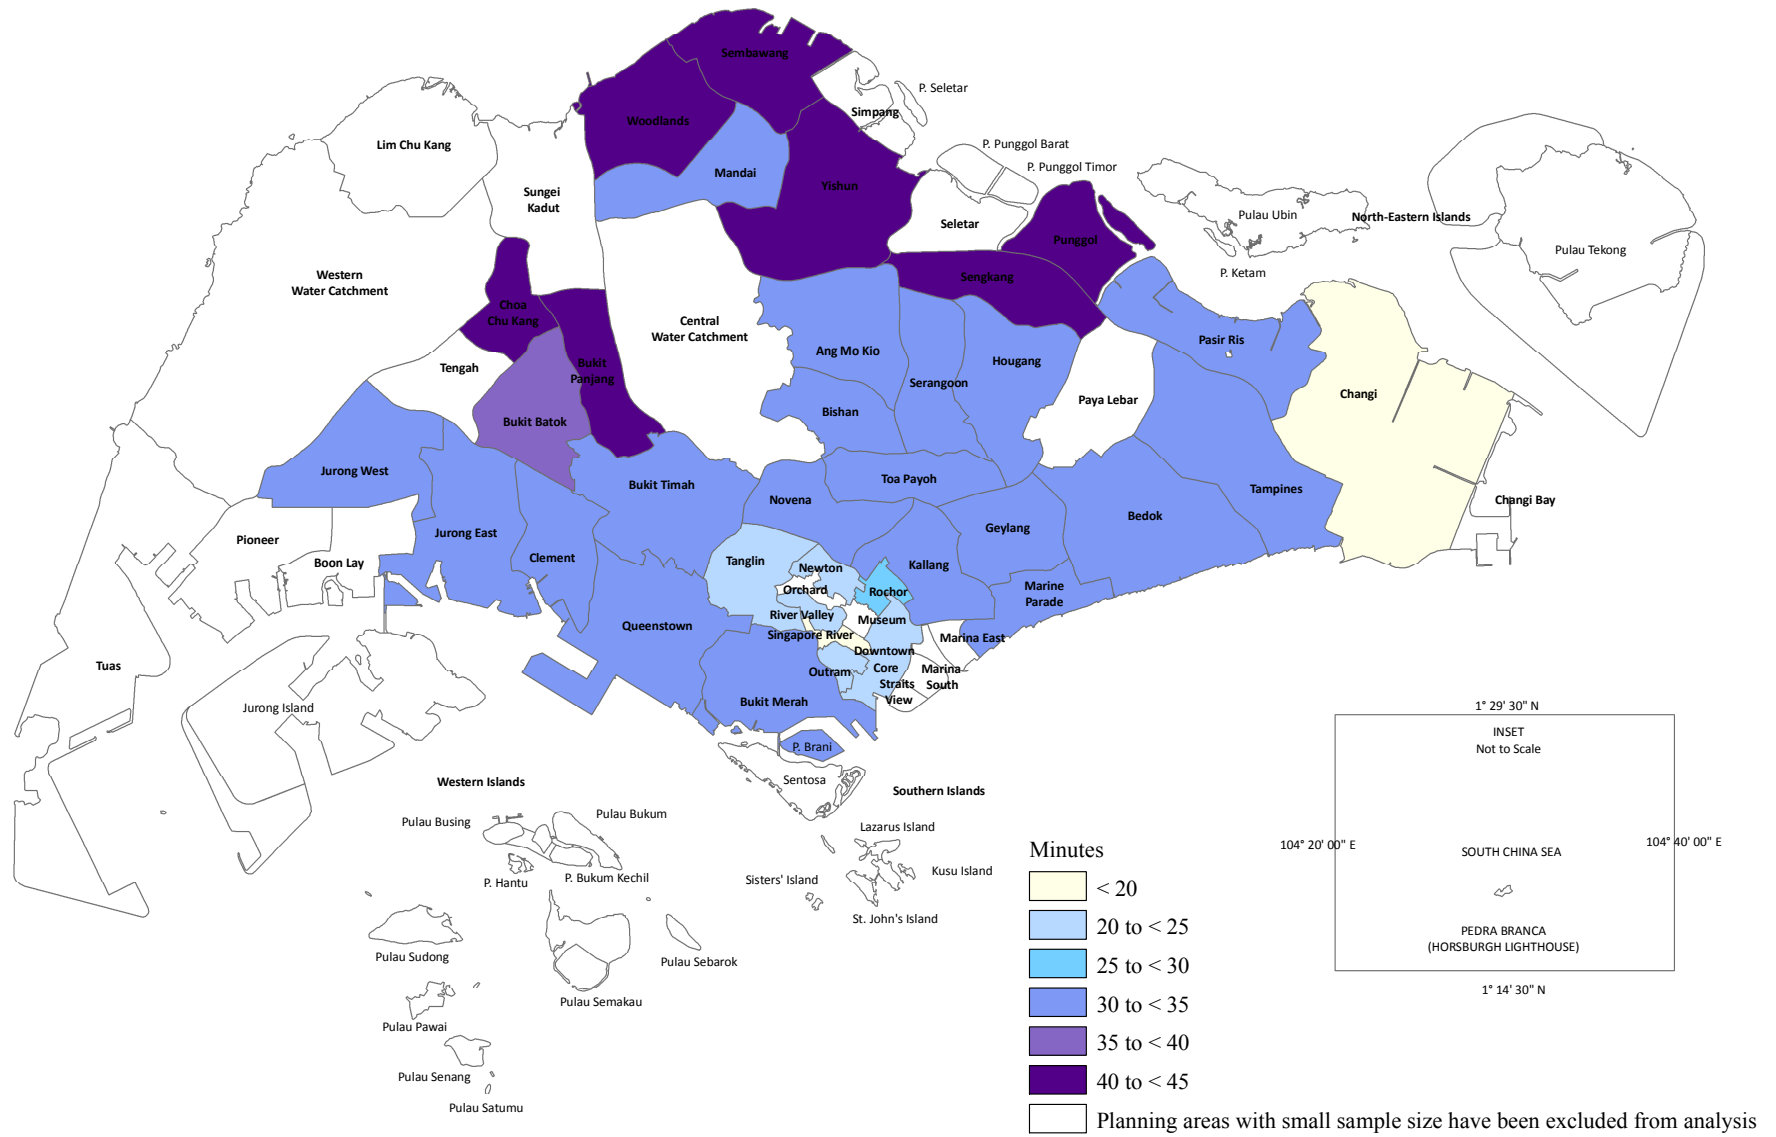 Sembawang
P. Seletar
Simpang
Woodlands
Lim Chu Kang
P. Punggol Barat
P. Punggol Timor
Mandai
Yishun
Sungei
Kadut
Pulau Ubin
North-Eastern Islands
Seletar
Punggol
Pulau Tekong
P. Ketam
Western
Water Catchment
Sengkang
Choa
Chu Kang
Central
Water Catchment
Pasir Ris
Ang Mo Kio
Hougang
Tengah
Bukit
Panjang
Serangoon
Changi
Paya Lebar
Bishan
Bukit Batok
Jurong West
Bukit Timah
Toa Payoh
Tampines
Novena
Changi Bay
Bedok
Geylang
Jurong East
Pioneer
Clement
Boon Lay
Tanglin
Newton
Kallang
Orchard
Rochor
Marine
Parade
River Valley
Museum
Queenstown
Singapore River
Marina East
Downtown
Core
Tuas
Outram
Marina
South
Straits
View
Bukit Merah
Jurong Island
P. Brani
Sentosa
Western Islands
Southern Islands
Pulau Busing
Pulau Bukum
Lazarus Island
P. Hantu
P. Bukum Kechil
Sisters' Island
Kusu Island
St. John's Island
Pulau Sudong
Pulau Sebarok
Pulau Semakau
Pulau Pawai
Pulau Senang
Pulau Satumu
1° 29' 30" N
INSET
Not to Scale
104° 20' 00" E
104° 40' 00" E
SOUTH CHINA SEA
PEDRA BRANCA
(HORSBURGH LIGHTHOUSE)
1° 14' 30" N
Minutes
< 20
20 to < 25
25 to < 30
30 to < 35
35 to < 40
40 to < 45
Planning areas with small sample size have been excluded from analysis